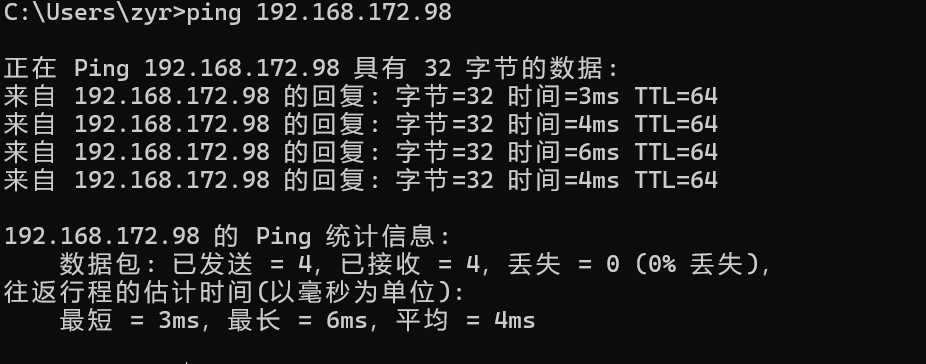 C:\Users\zyr>ping 192.168.172.98
正在 Ping 192.168.172.98 具有 32 字节的数据:
来自 192.168.172.98 的回复: 字节=32 时间=3ms TTL=64
来自 192.168.172.98 的回复: 字节=32 时间=4ms TTL=64
来自 192.168.172.98 的回复: 字节=32 时间=6ms TTL=64
来自 192.168.172.98 的回复: 字节=32 时间=4ms TTL=64
192.168.172.98 的 Ping 统计信息:
数据包: 已发送 = 4, 已接收 = 4, 丢失 = 0 (0% 丢失),
往返行程的估计时间(以毫秒为单位):
最短 = 3ms, 最长 = 6ms, 平均 = 4ms